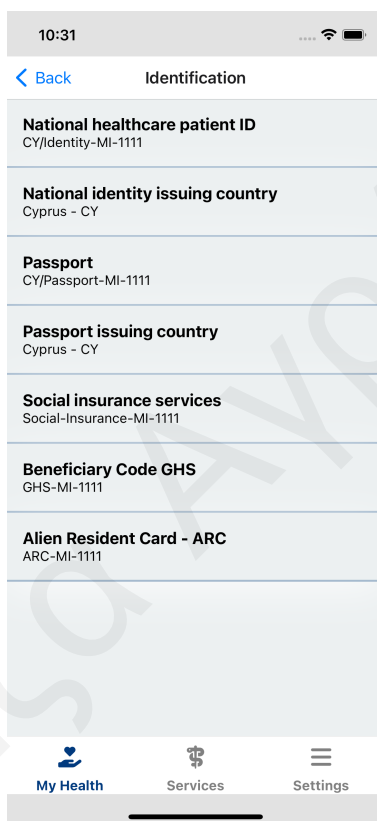 10:31
Back
Identification
National healthcare patient ID
CY/Identity-MI-1111
National identity issuing country
Cyprus - CY
Passport
CY/Passport-MI-1111
Passport issuing country
Cyprus - CY
Social insurance services
Social-Insurance-MI-1111
Beneficiary Code GHS
GHS-MI-1111
Alien Resident Card - ARC
ARC-MI-1111
My Health
Services
Settings